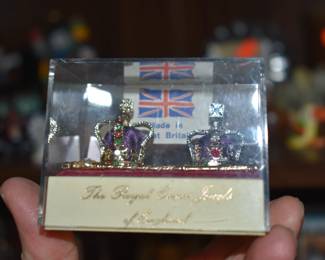 Made in
Great Britain
The Royal Crown Jewels
of England